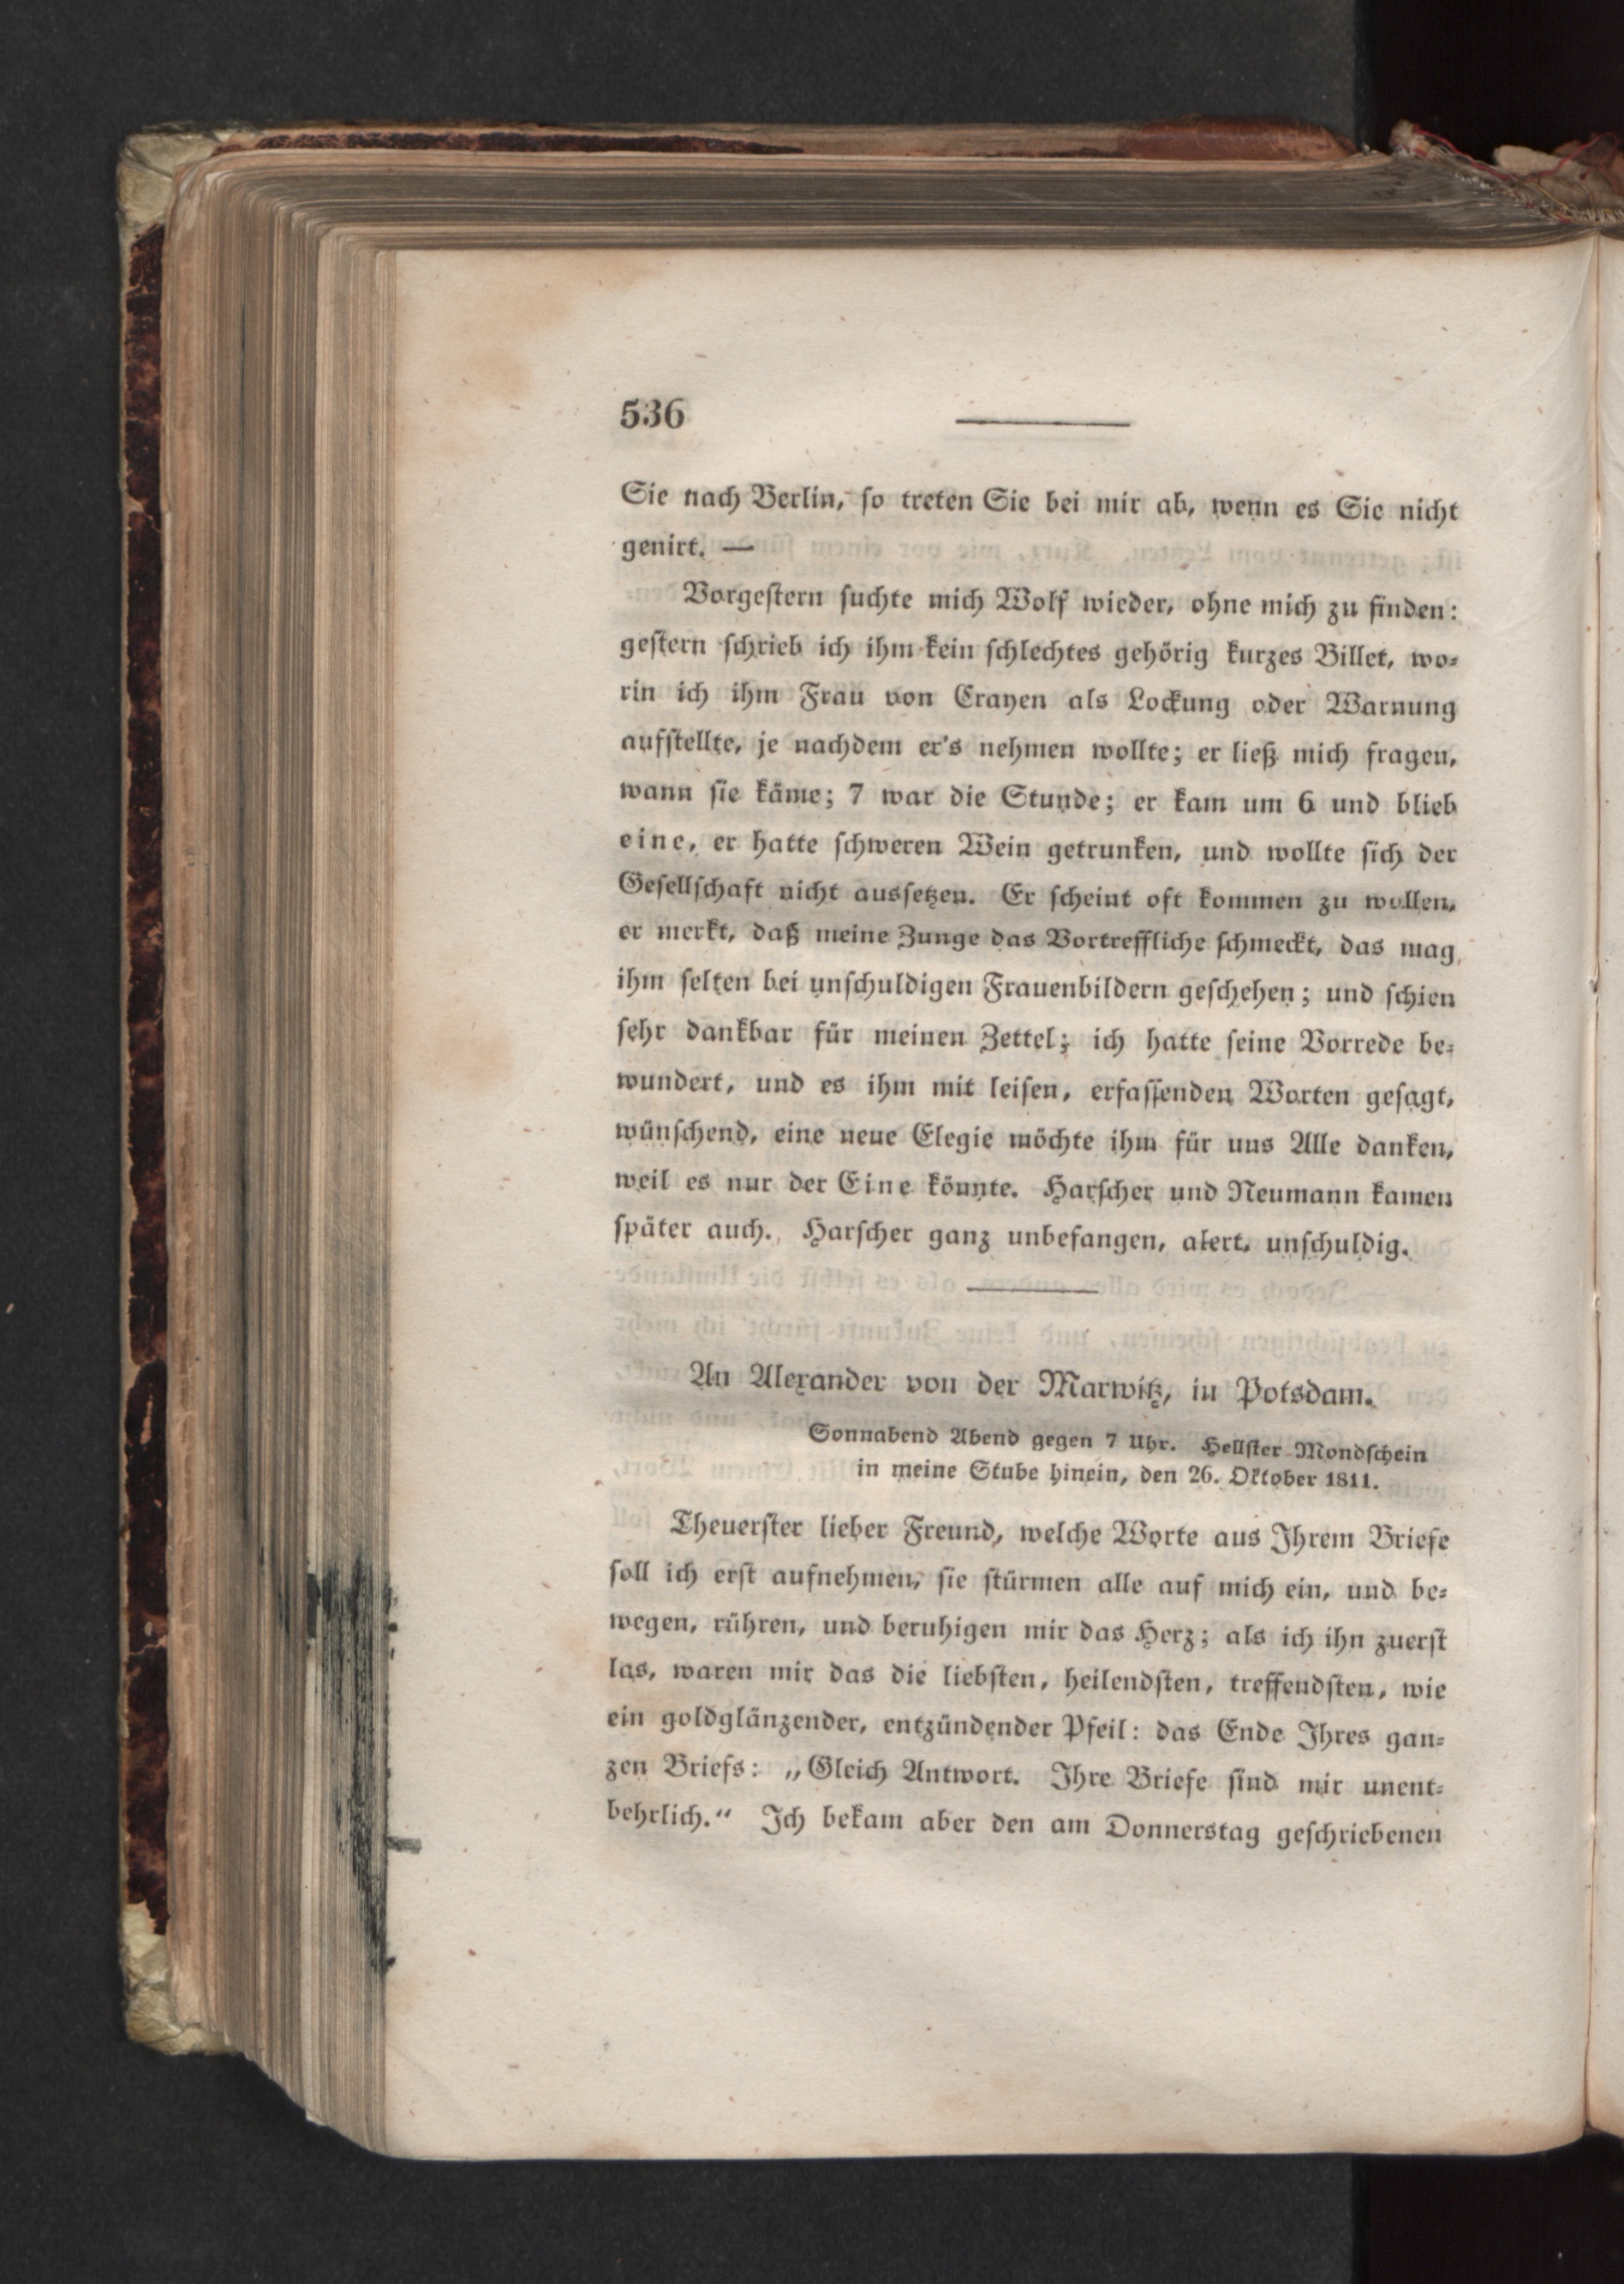 536
Sie nach Berlin, ſo treten Sie bei mir ab, wenn es Sie nicht
genirt. —
Vorgeſtern ſuchte mich Wolf wieder, ohne mich zu finden:
geſtern ſchrieb ich ihm kein ſchlechtes gehörig kurzes Billet, wo⸗
rin ich ihm Frau von Crayen als Lockung oder Warnung
aufſtellte, je nachdem er's nehmen wollte; er ließ mich fragen,
wann ſie käme; 7 war die Stunde; er kam um 6 und blieb
eine, er hatte ſchweren Wein getrunken, und wollte ſich der
Geſellſchaft nicht ausſetzen. Er ſcheint oft kommen zu wollen,
er merkt, daß meine Zunge das Vortreffliche ſchmeckt, das mag
ihm ſelten bei unſchuldigen Frauenbildern geſchehen; und ſchien
ſehr dankbar für meinen Zettel; ich hatte ſeine Vorrede be⸗
wundert, und es ihm mit leiſen, erfaſſenden Worten geſagt,
wünſchend, eine neue Elegie möchte ihm für uns Alle danken,
weil es nur der Eine könnte. Harſcher und Neumann kamen
ſpäter auch. Harſcher ganz unbefangen, alert, unſchuldig.
An Alexander von der Marwitz, in Potsdam.
Sonnabend Abend gegen 7 Uhr. Hellſter Mondſchein
in meine Stube hinein, den 26. Oktober 1811.
Theuerſter lieber Freund, welche Worte aus Ihrem Briefe
ſoll ich erſt aufnehmen, ſie ſtürmen alle auf mich ein, und be⸗
wegen, rühren, und beruhigen mir das Herz; als ich ihn zuerſt
las, waren mir das die liebſten, heilendſten, treffendſten, wie
ein goldglänzender, entzündender Pfeil: das Ende Ihres gan⸗
zen Briefs: „Gleich Antwort. Ihre Briefe ſind mir unent⸗
behrlich.“ Ich bekam aber den am Donnerstag geſchriebenen